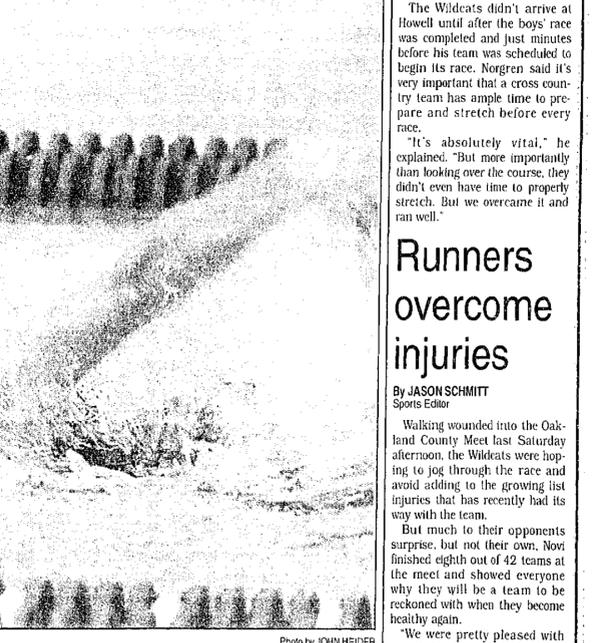 The Wildcats didn't arrive at
Howell until after the boys' race
was completed and just minutes
before his team was scheduled to
begin its race. Norgren said it's
very important that a cross coun-
try team has ample time to pre-
pare and stretch before every
race.
"It's absolutely vital," he
explained. "But more importantly
than looking over the course, they
didn't even have time to properly
stretch. But we overcame it and
ran well."
Runners
overcome
injuries
By JASON SCHMITT
Sports Editor
Walking wounded into the Oak-
land County Meet last Saturday
afternoon, the Wildcats were hop-
ing to jog through the race and
avoid adding to the growing list
injuries that has recently had its
way with the team.
But much to their opponents
surprise, but not their own, Novi
finished eighth out of 42 teams at
the meet and showed everyone
why they will be a team to be
reckoned with when they become
healthy again.
"We were pretty pleased with
Photo by JOHN HEIDER